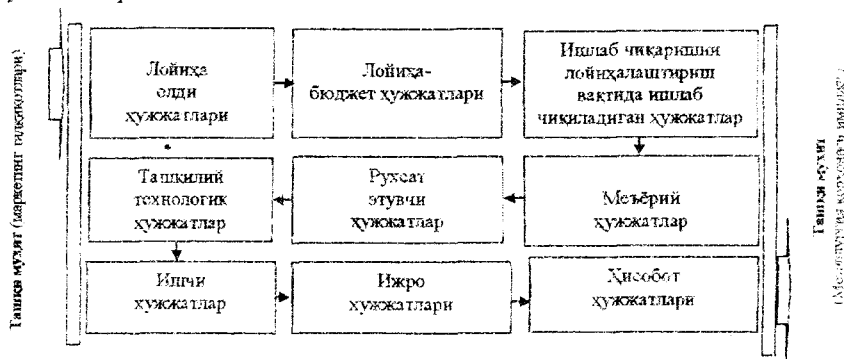 Лойиҳа
олди
ҳужжатлари
Лойиҳа-
бюджет ҳужжатлари
Ишлаб чиқаришни
лойиҳалаштириш
вақтида ишлаб
чиқиладиган ҳужжатлар
Ташкилий
технологик
ҳужжатлар
Рухсат
этувчи
ҳужжатлар
Меъёрий
ҳужжатлар
Ишчи
ҳужжатлар
Ижро
ҳужжатлари
Ҳисобот
ҳужжатлари
Ташқи муҳит (маркетинг тадқиқотлари)
Ташқи муҳит